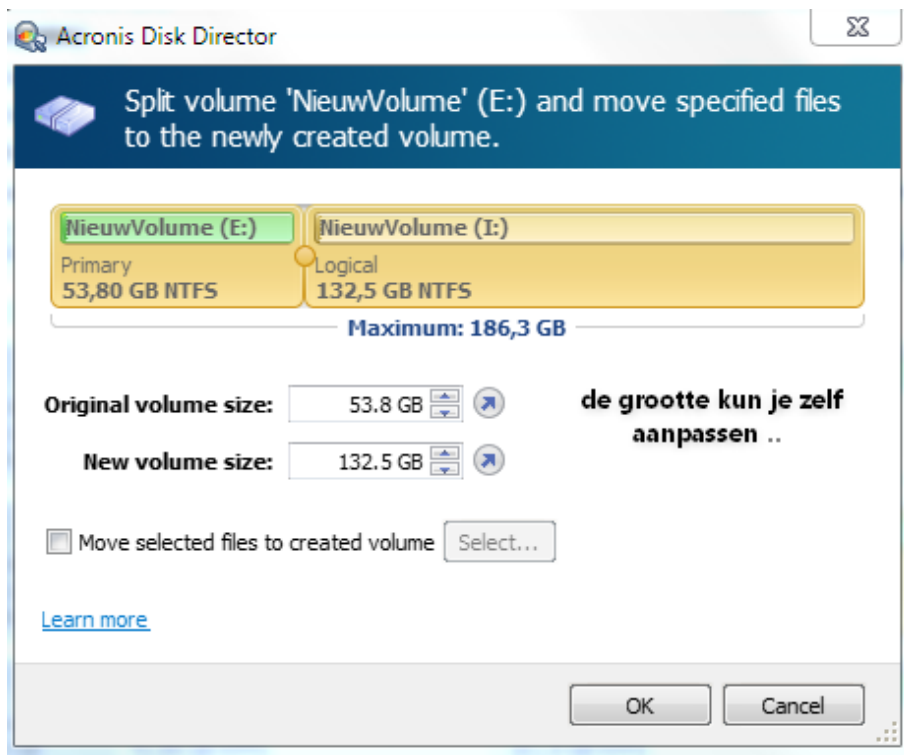 Acronis Disk Director
Split volume 'NieuwVolume' (E:) and move specified files
to the newly created volume.
NieuwVolume (E:)
Primary
53,80 GB NTFS
NieuwVolume (I:)
Logical
132,5 GB NTFS
Maximum: 186,3 GB
Original volume size: 53.8 GB
New volume size: 132.5 GB
de grootte kun je zelf
aanpassen ..
Move selected files to created volume Select...
Learn more
OK Cancel